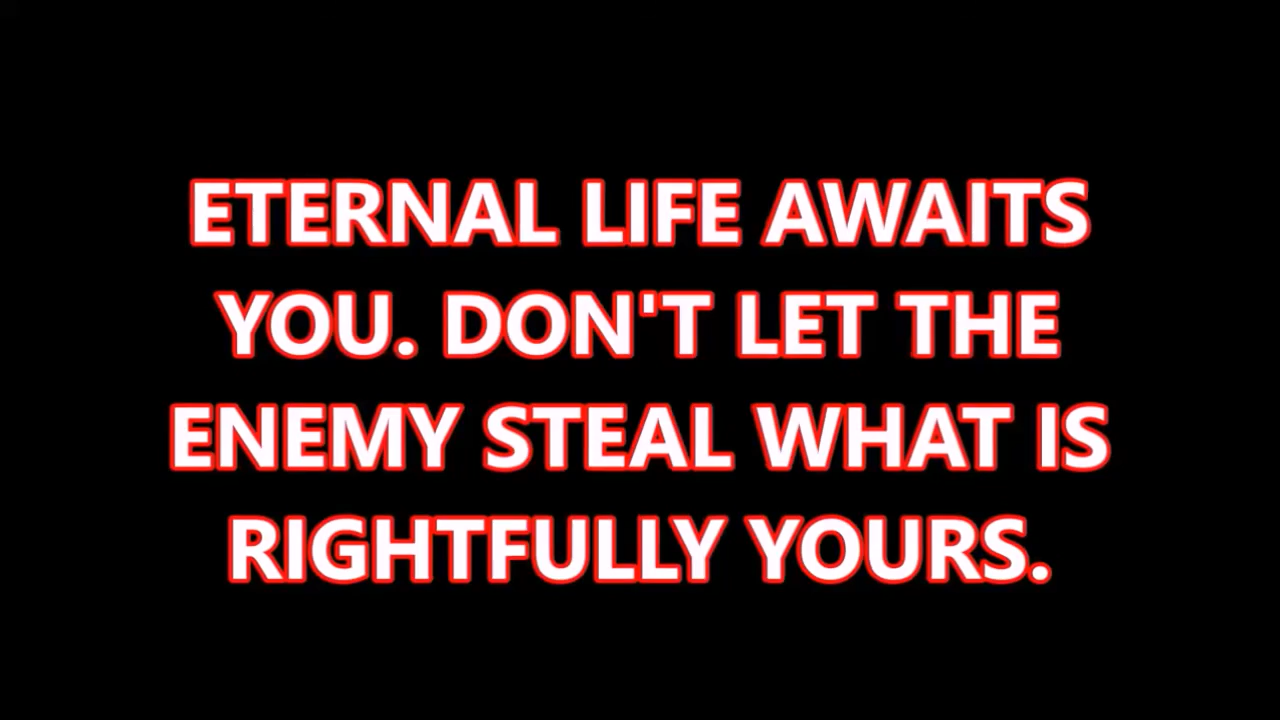 ETERNAL LIFE AWAITS
YOU. DON'T LET THE
ENEMY STEAL WHAT IS
RIGHTFULLY YOURS.